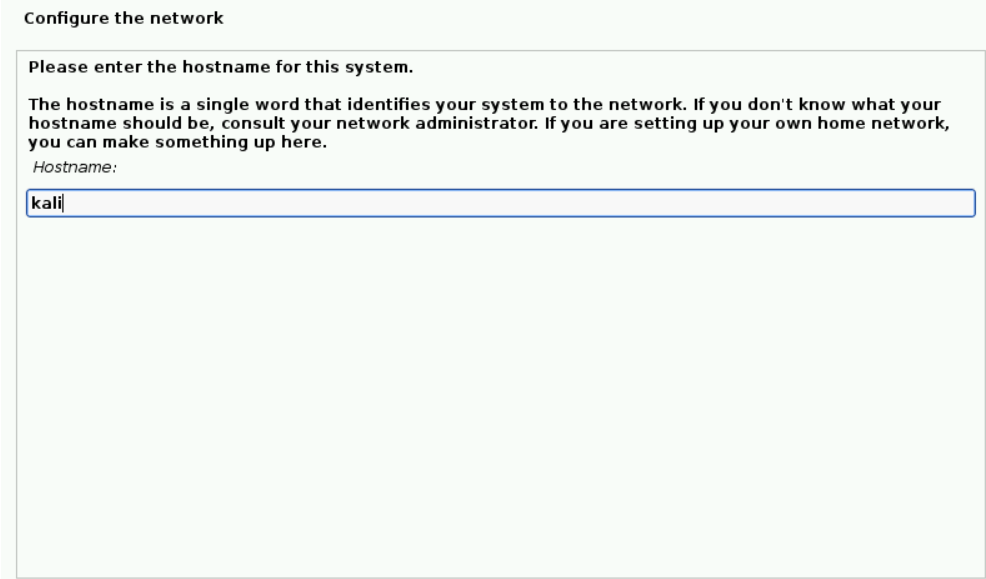 Configure the network
Please enter the hostname for this system.
The hostname is a single word that identifies your system to the network. If you don't know what your
hostname should be, consult your network administrator. If you are setting up your own home network,
you can make something up here.
Hostname:
kali